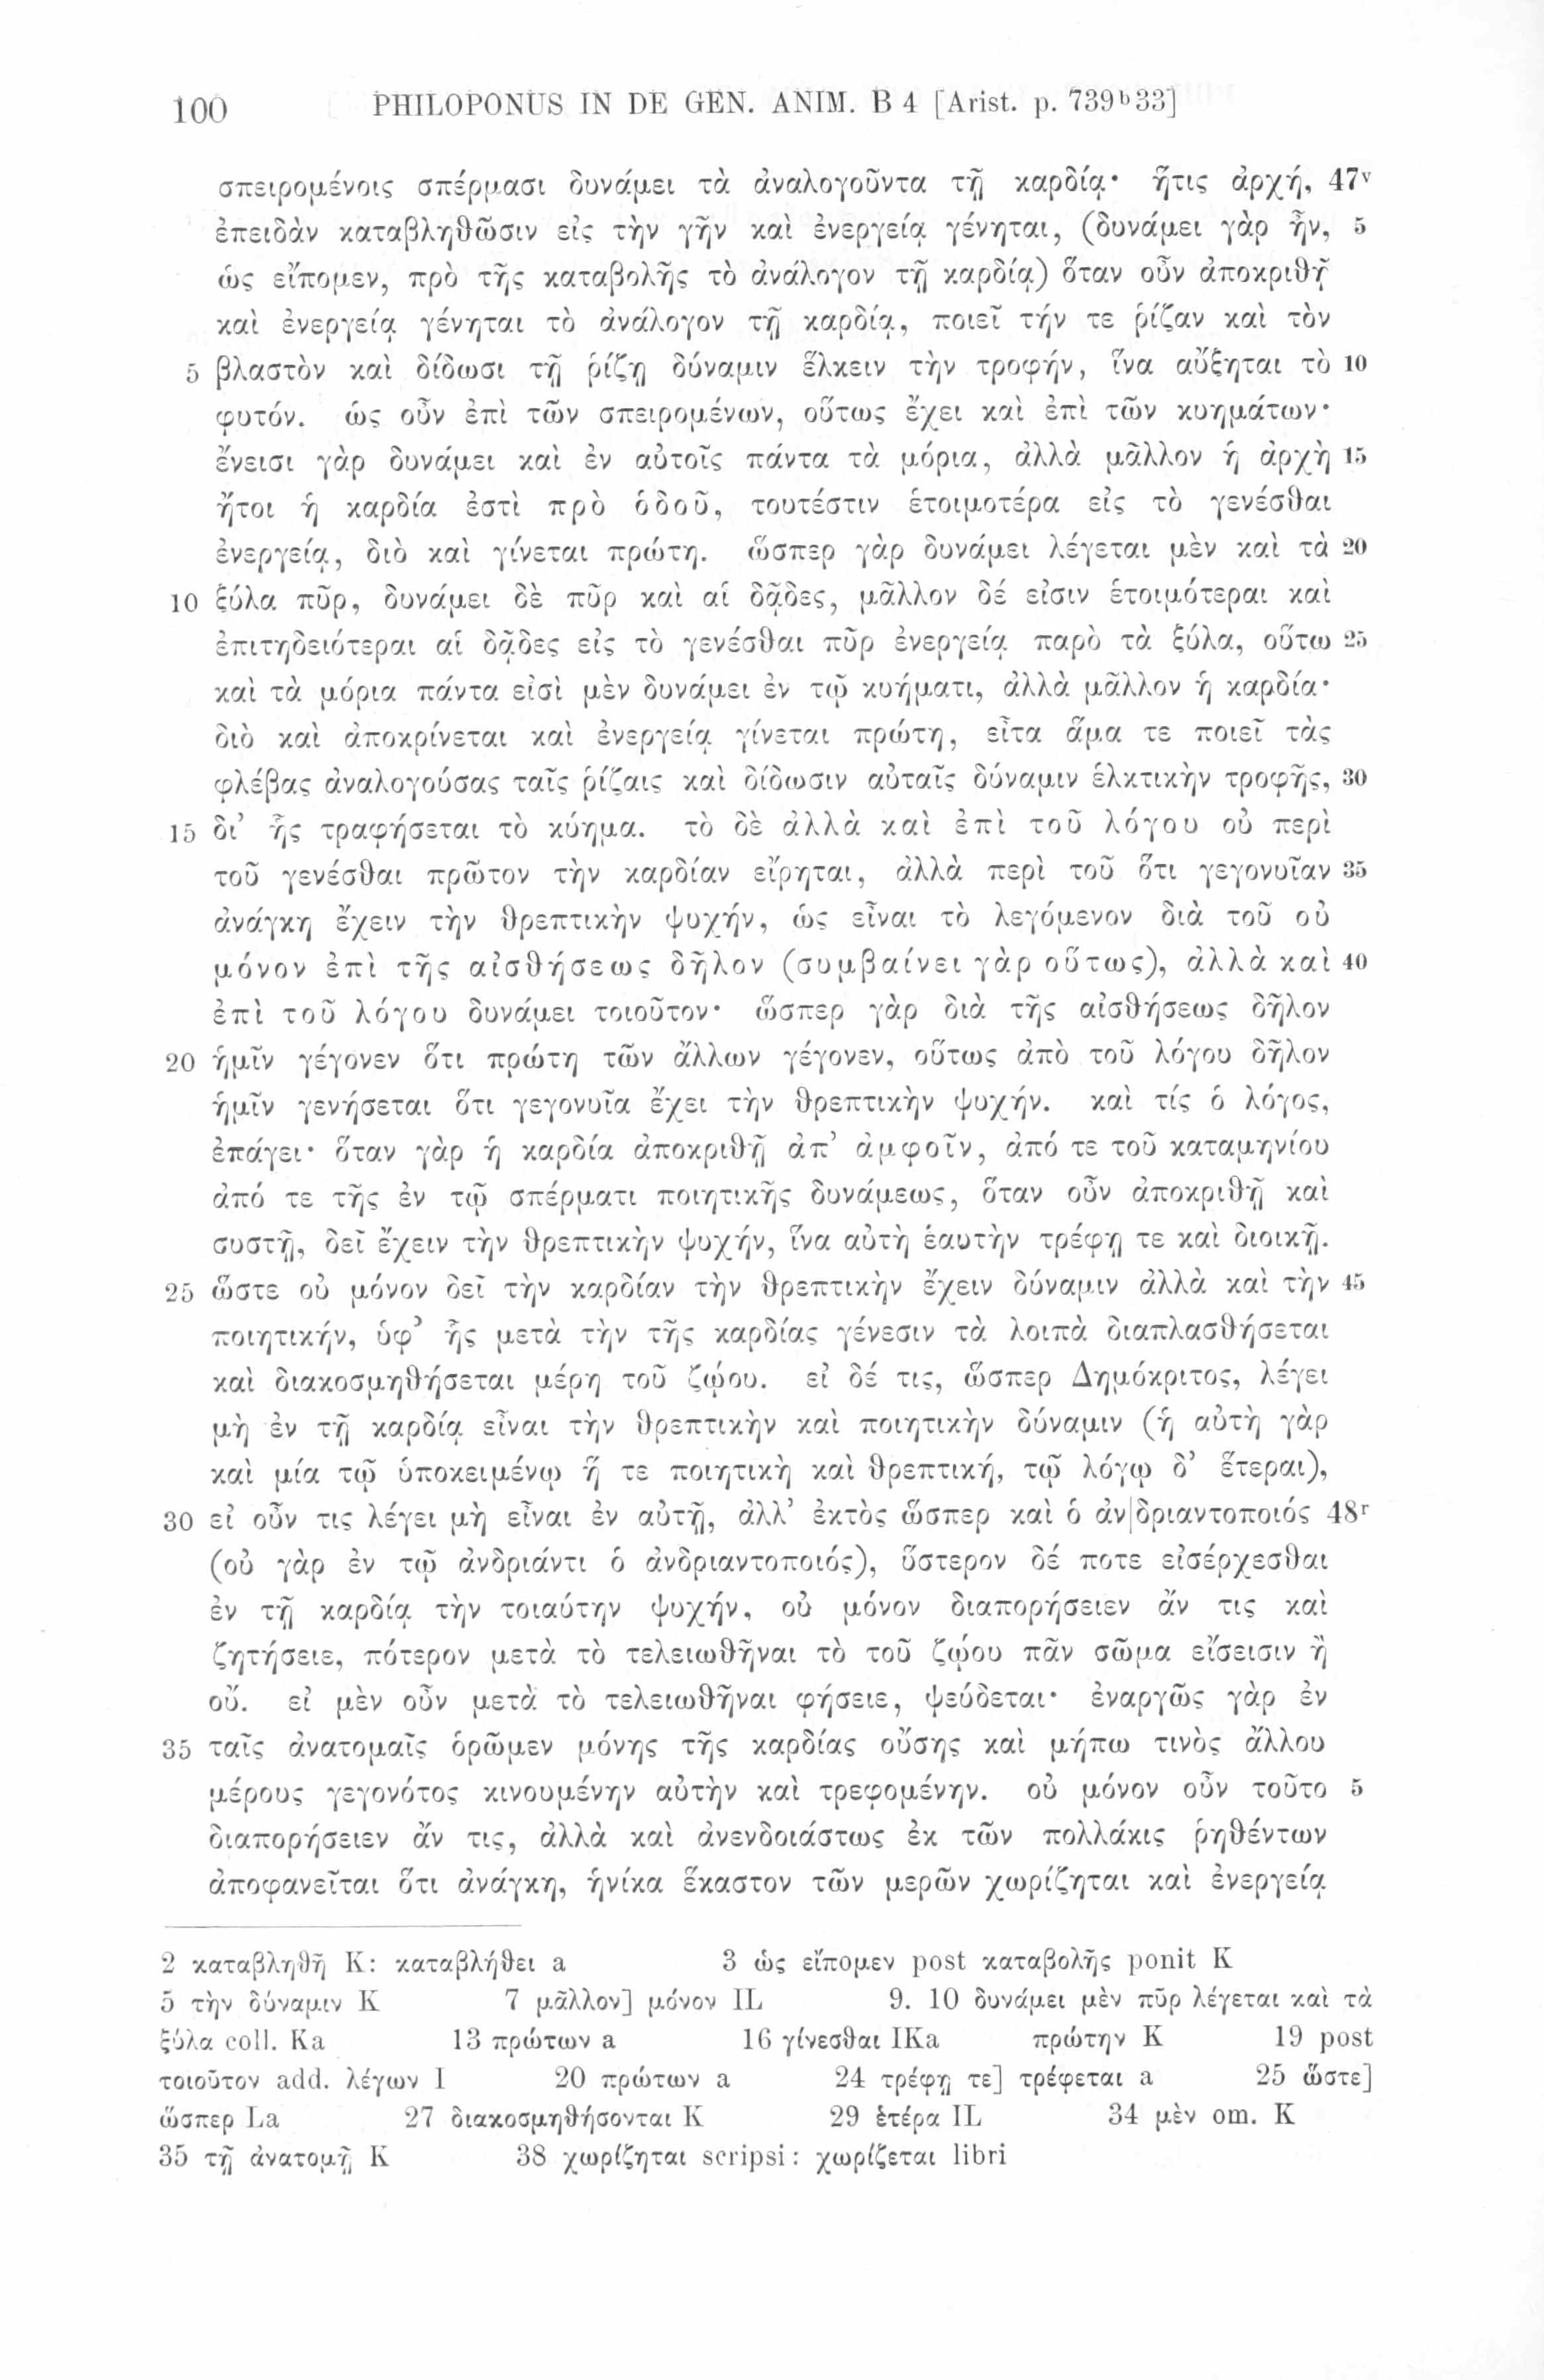 100 PHILOPONUS IN DE GEN. ANIM. B 4 [Arist. p. 739ᵇ33]
σπειρομένοις σπέρμασι δυνάμει τὰ ἀναλογοῦντα τῇ καρδίᾳ· ἥτις ἀρχή, 47ᵛ
ἐπειδὰν καταβληθῶσιν εἰς τὴν γῆν καὶ ἐνεργείᾳ γένηται, (δυνάμει γὰρ ἦν, 5
ὡς εἴπομεν, πρὸ τῆς καταβολῆς τὸ ἀνάλογον τῇ καρδίᾳ) ὅταν οὖν ἀποκριθῇ
καὶ ἐνεργείᾳ γένηται τὸ ἀνάλογον τῇ καρδίᾳ, ποιεῖ τήν τε ῥίζαν καὶ τὸν
5 βλαστὸν καὶ δίδωσι τῇ ῥίζῃ δύναμιν ἕλκειν τὴν τροφήν, ἵνα αὔξηται τὸ 10
φυτόν. ὡς οὖν ἐπὶ τῶν σπειρομένων, οὕτως ἔχει καὶ ἐπὶ τῶν κυημάτων·
ἔνεισι γὰρ δυνάμει καὶ ἐν αὐτοῖς πάντα τὰ μόρια, ἀλλὰ μᾶλλον ἡ ἀρχὴ 15
ἤτοι ἡ καρδία ἐστὶ πρὸ ὁδοῦ, τουτέστιν ἑτοιμοτέρα εἰς τὸ γενέσθαι
ἐνεργείᾳ, διὸ καὶ γίνεται πρώτη. ὥσπερ γὰρ δυνάμει λέγεται μὲν καὶ τὰ 20
10 ξύλα πῦρ, δυνάμει δὲ πῦρ καὶ αἱ δᾷδες, μᾶλλον δέ εἰσιν ἑτοιμότεραι καὶ
ἐπιτηδειότεραι αἱ δᾷδες εἰς τὸ γενέσθαι πῦρ ἐνεργείᾳ παρὸ τὰ ξύλα, οὕτω 25
καὶ τὰ μόρια πάντα εἰσὶ μὲν δυνάμει ἐν τῷ κυήματι, ἀλλὰ μᾶλλον ἡ καρδία·
διὸ καὶ ἀποκρίνεται καὶ ἐνεργείᾳ γίνεται πρώτη, εἶτα ἅμα τε ποιεῖ τὰς
φλέβας ἀναλογούσας ταῖς ῥίζαις καὶ δίδωσιν αὐταῖς δύναμιν ἑλκτικὴν τροφῆς, 30
15 δι’ ἧς τραφήσεται τὸ κύημα. τὸ δὲ ἀλλὰ καὶ ἐπὶ τοῦ λόγου οὐ περὶ
τοῦ γενέσθαι πρῶτον τὴν καρδίαν εἴρηται, ἀλλὰ περὶ τοῦ ὅτι γεγονυῖαν 35
ἀνάγκη ἔχειν τὴν θρεπτικὴν ψυχήν, ὡς εἶναι τὸ λεγόμενον διὰ τοῦ οὐ
μόνον ἐπὶ τῆς αἰσθήσεως δῆλον (συμβαίνει γὰρ οὕτως), ἀλλὰ καὶ 40
ἐπὶ τοῦ λόγου δυνάμει τοιοῦτον· ὥσπερ γὰρ διὰ τῆς αἰσθήσεως δῆλον
20 ἡμῖν γέγονεν ὅτι πρώτη τῶν ἄλλων γέγονεν, οὕτως ἀπὸ τοῦ λόγου δῆλον
ἡμῖν γενήσεται ὅτι γεγονυῖα ἔχει τὴν θρεπτικὴν ψυχήν. καὶ τίς ὁ λόγος,
ἐπάγει· ὅταν γὰρ ἡ καρδία ἀποκριθῇ ἀπ’ ἀμφοῖν, ἀπό τε τοῦ καταμηνίου
ἀπό τε τῆς ἐν τῷ σπέρματι ποιητικῆς δυνάμεως, ὅταν οὖν ἀποκριθῇ καὶ
συστῇ, δεῖ ἔχειν τὴν θρεπτικὴν ψυχήν, ἵνα αὐτὴ ἑαυτὴν τρέφῃ τε καὶ διοικῇ.
25 ὥστε οὐ μόνον δεῖ τὴν καρδίαν τὴν θρεπτικὴν ἔχειν δύναμιν ἀλλὰ καὶ τὴν 45
ποιητικήν, ὑφ’ ἧς μετὰ τὴν τῆς καρδίας γένεσιν τὰ λοιπὰ διαπλασθήσεται
καὶ διακοσμηθήσεται μέρη τοῦ ζῴου. εἰ δέ τις, ὥσπερ Δημόκριτος, λέγει
μὴ ἐν τῇ καρδίᾳ εἶναι τὴν θρεπτικὴν καὶ ποιητικὴν δύναμιν (ἡ αὐτὴ γὰρ
καὶ μία τῷ ὑποκειμένῳ ἥ τε ποιητικὴ καὶ θρεπτική, τῷ λόγῳ δ’ ἕτεραι),
30 εἰ οὖν τις λέγει μὴ εἶναι ἐν αὐτῇ, ἀλλ’ ἐκτὸς ὥσπερ καὶ ὁ ἀν|δριαντοποιός 48ʳ
(οὐ γὰρ ἐν τῷ ἀνδριάντι ὁ ἀνδριαντοποιός), ὕστερον δέ ποτε εἰσέρχεσθαι
ἐν τῇ καρδίᾳ τὴν τοιαύτην ψυχήν, οὐ μόνον διαπορήσειεν ἄν τις καὶ
ζητήσειε, πότερον μετὰ τὸ τελειωθῆναι τὸ τοῦ ζῴου πᾶν σῶμα εἴσεισιν ἢ
οὔ. εἰ μὲν οὖν μετὰ τὸ τελειωθῆναι φήσειε, ψεύδεται· ἐναργῶς γὰρ ἐν
35 ταῖς ἀνατομαῖς ὁρῶμεν μόνης τῆς καρδίας οὔσης καὶ μήπω τινὸς ἄλλου
μέρους γεγονότος κινουμένην αὐτὴν καὶ τρεφομένην. οὐ μόνον οὖν τοῦτο 5
διαπορήσειεν ἄν τις, ἀλλὰ καὶ ἀνενδοιάστως ἐκ τῶν πολλάκις ῥηθέντων
ἀποφανεῖται ὅτι ἀνάγκη, ἡνίκα ἕκαστον τῶν μερῶν χωρίζηται καὶ ἐνεργείᾳ
2 καταβληθῇ K: καταβλήθει a 3 ὡς εἴπομεν post καταβολῆς ponit K
5 τὴν δύναμιν K 7 μᾶλλον] μόνον IL 9. 10 δυνάμει μὲν πῦρ λέγεται καὶ τὰ
ξύλα coll. Ka 13 πρώτων a 16 γίνεσθαι IKa πρώτην K 19 post
τοιοῦτον add. λέγων I 20 πρώτων a 24 τρέφῃ τε] τρέφεται a 25 ὥστε]
ὥσπερ La 27 διακοσμηθήσονται K 29 ἑτέρα IL 34 μὲν om. K
35 τῇ ἀνατομῇ K 38 χωρίζηται scripsi: χωρίζεται libri